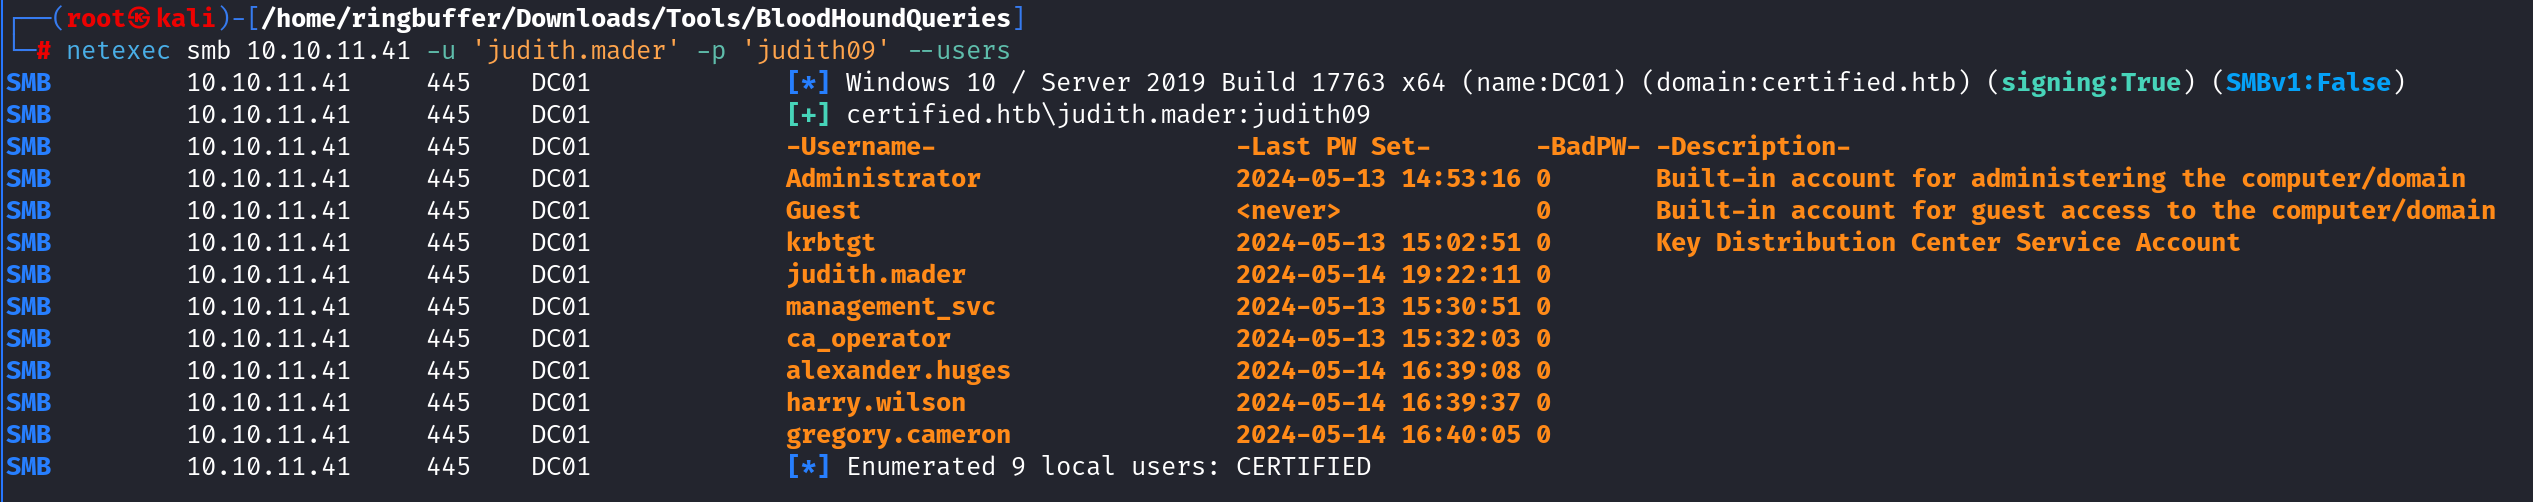 ┌──(root㉿kali)-[/home/ringbuffer/Downloads/Tools/BloodHoundQueries]
└─# netexec smb 10.10.11.41 -u 'judith.mader' -p 'judith09' --users
SMB         10.10.11.41     445    DC01             [*] Windows 10 / Server 2019 Build 17763 x64 (name:DC01) (domain:certified.htb) (signing:True) (SMBv1:False)
SMB         10.10.11.41     445    DC01             [+] certified.htb\judith.mader:judith09
SMB         10.10.11.41     445    DC01             -Username-                    -Last PW Set-       -BadPW- -Description-
SMB         10.10.11.41     445    DC01             Administrator                 2024-05-13 14:53:16 0       Built-in account for administering the computer/domain
SMB         10.10.11.41     445    DC01             Guest                         <never>             0       Built-in account for guest access to the computer/domain
SMB         10.10.11.41     445    DC01             krbtgt                        2024-05-13 15:02:51 0       Key Distribution Center Service Account
SMB         10.10.11.41     445    DC01             judith.mader                  2024-05-14 19:22:11 0
SMB         10.10.11.41     445    DC01             management_svc                2024-05-13 15:30:51 0
SMB         10.10.11.41     445    DC01             ca_operator                   2024-05-13 15:32:03 0
SMB         10.10.11.41     445    DC01             alexander.huges               2024-05-14 16:39:08 0
SMB         10.10.11.41     445    DC01             harry.wilson                  2024-05-14 16:39:37 0
SMB         10.10.11.41     445    DC01             gregory.cameron               2024-05-14 16:40:05 0
SMB         10.10.11.41     445    DC01             [*] Enumerated 9 local users: CERTIFIED